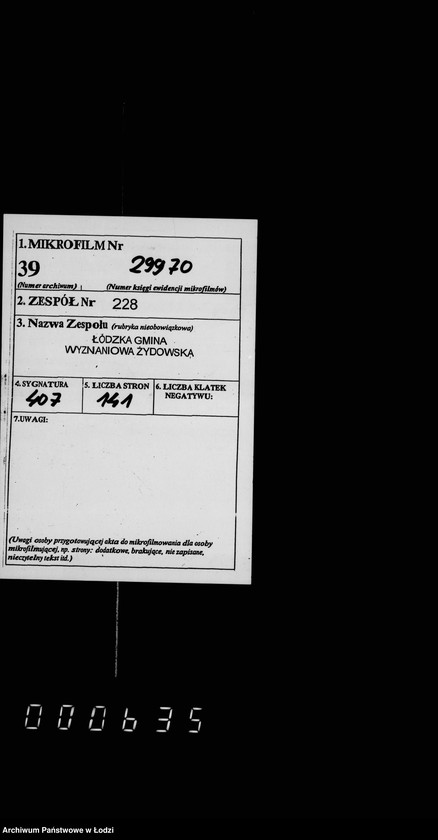 1. MIKROFILM Nr
39 29970
(Numer archiwum) (Numer księgi ewidencji mikrofilmów)
2. ZESPÓŁ Nr 228
3. Nazwa Zespołu (rubryka nieobowiązkowa)
ŁÓDZKA GMINA
WYZNANIOWA ŻYDOWSKA
4. SYGNATURA 5. LICZBA STRON 6. LICZBA KLATEK
NEGATYWU:
407 141
7. UWAGI:
(Uwagi osoby przygotowującej akta do mikrofilmowania dla osoby
mikrofilmującej, np. strony: dodatkowe, brakujące, nie zapisane,
nieczytelny tekst itd.)
000635
Archiwum Państwowe w Łodzi